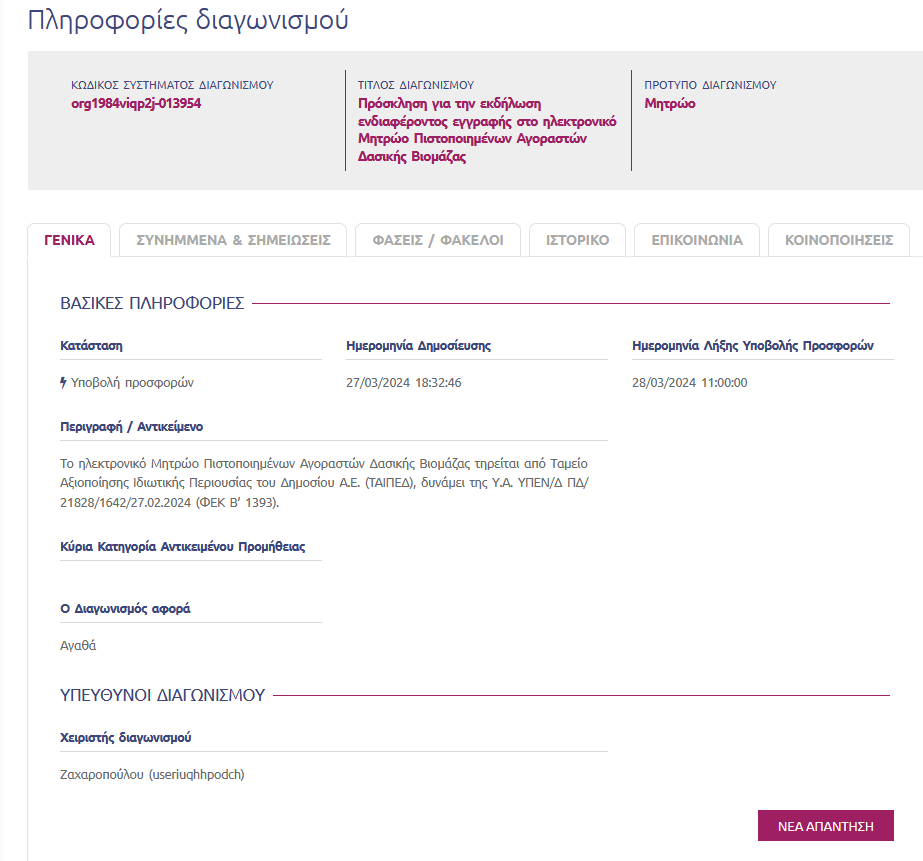 Πληροφορίες διαγωνισμού
ΚΩΔΙΚΟΣ ΣΥΣΤΗΜΑΤΟΣ ΔΙΑΓΩΝΙΣΜΟΥ
org1984viqp2j-013954
ΤΙΤΛΟΣ ΔΙΑΓΩΝΙΣΜΟΥ
Πρόσκληση για την εκδήλωση
ενδιαφέροντος εγγραφής στο ηλεκτρονικό
Μητρώο Πιστοποιημένων Αγοραστών
Δασικής Βιομάζας
ΠΡΟΤΥΠΟ ΔΙΑΓΩΝΙΣΜΟΥ
Μητρώο
ΓΕΝΙΚΑ ΣΥΝΗΜΜΕΝΑ & ΣΗΜΕΙΩΣΕΙΣ ΦΑΣΕΙΣ / ΦΑΚΕΛΟΙ ΙΣΤΟΡΙΚΟ ΕΠΙΚΟΙΝΩΝΙΑ ΚΟΙΝΟΠΟΙΗΣΕΙΣ
ΒΑΣΙΚΕΣ ΠΛΗΡΟΦΟΡΙΕΣ
Κατάσταση Ημερομηνία Δημοσίευσης Ημερομηνία Λήξης Υποβολής Προσφορών
Υποβολή προσφορών 27/03/2024 18:32:46 28/03/2024 11:00:00
Περιγραφή / Αντικείμενο
Το ηλεκτρονικό Μητρώο Πιστοποιημένων Αγοραστών Δασικής Βιομάζας τηρείται από Ταμείο
Αξιοποίησης Ιδιωτικής Περιουσίας του Δημοσίου Α.Ε. (ΤΑΙΠΕΔ), δυνάμει της Υ.Α. ΥΠΕΝ/Δ ΠΔ/
21828/1642/27.02.2024 (ΦΕΚ Β’ 1393).
Κύρια Κατηγορία Αντικειμένου Προμήθειας
Ο Διαγωνισμός αφορά
Αγαθά
ΥΠΕΥΘΥΝΟΙ ΔΙΑΓΩΝΙΣΜΟΥ
Χειριστής διαγωνισμού
Ζαχαροπούλου (useriuqhhpodch)
ΝΕΑ ΑΠΑΝΤΗΣΗ